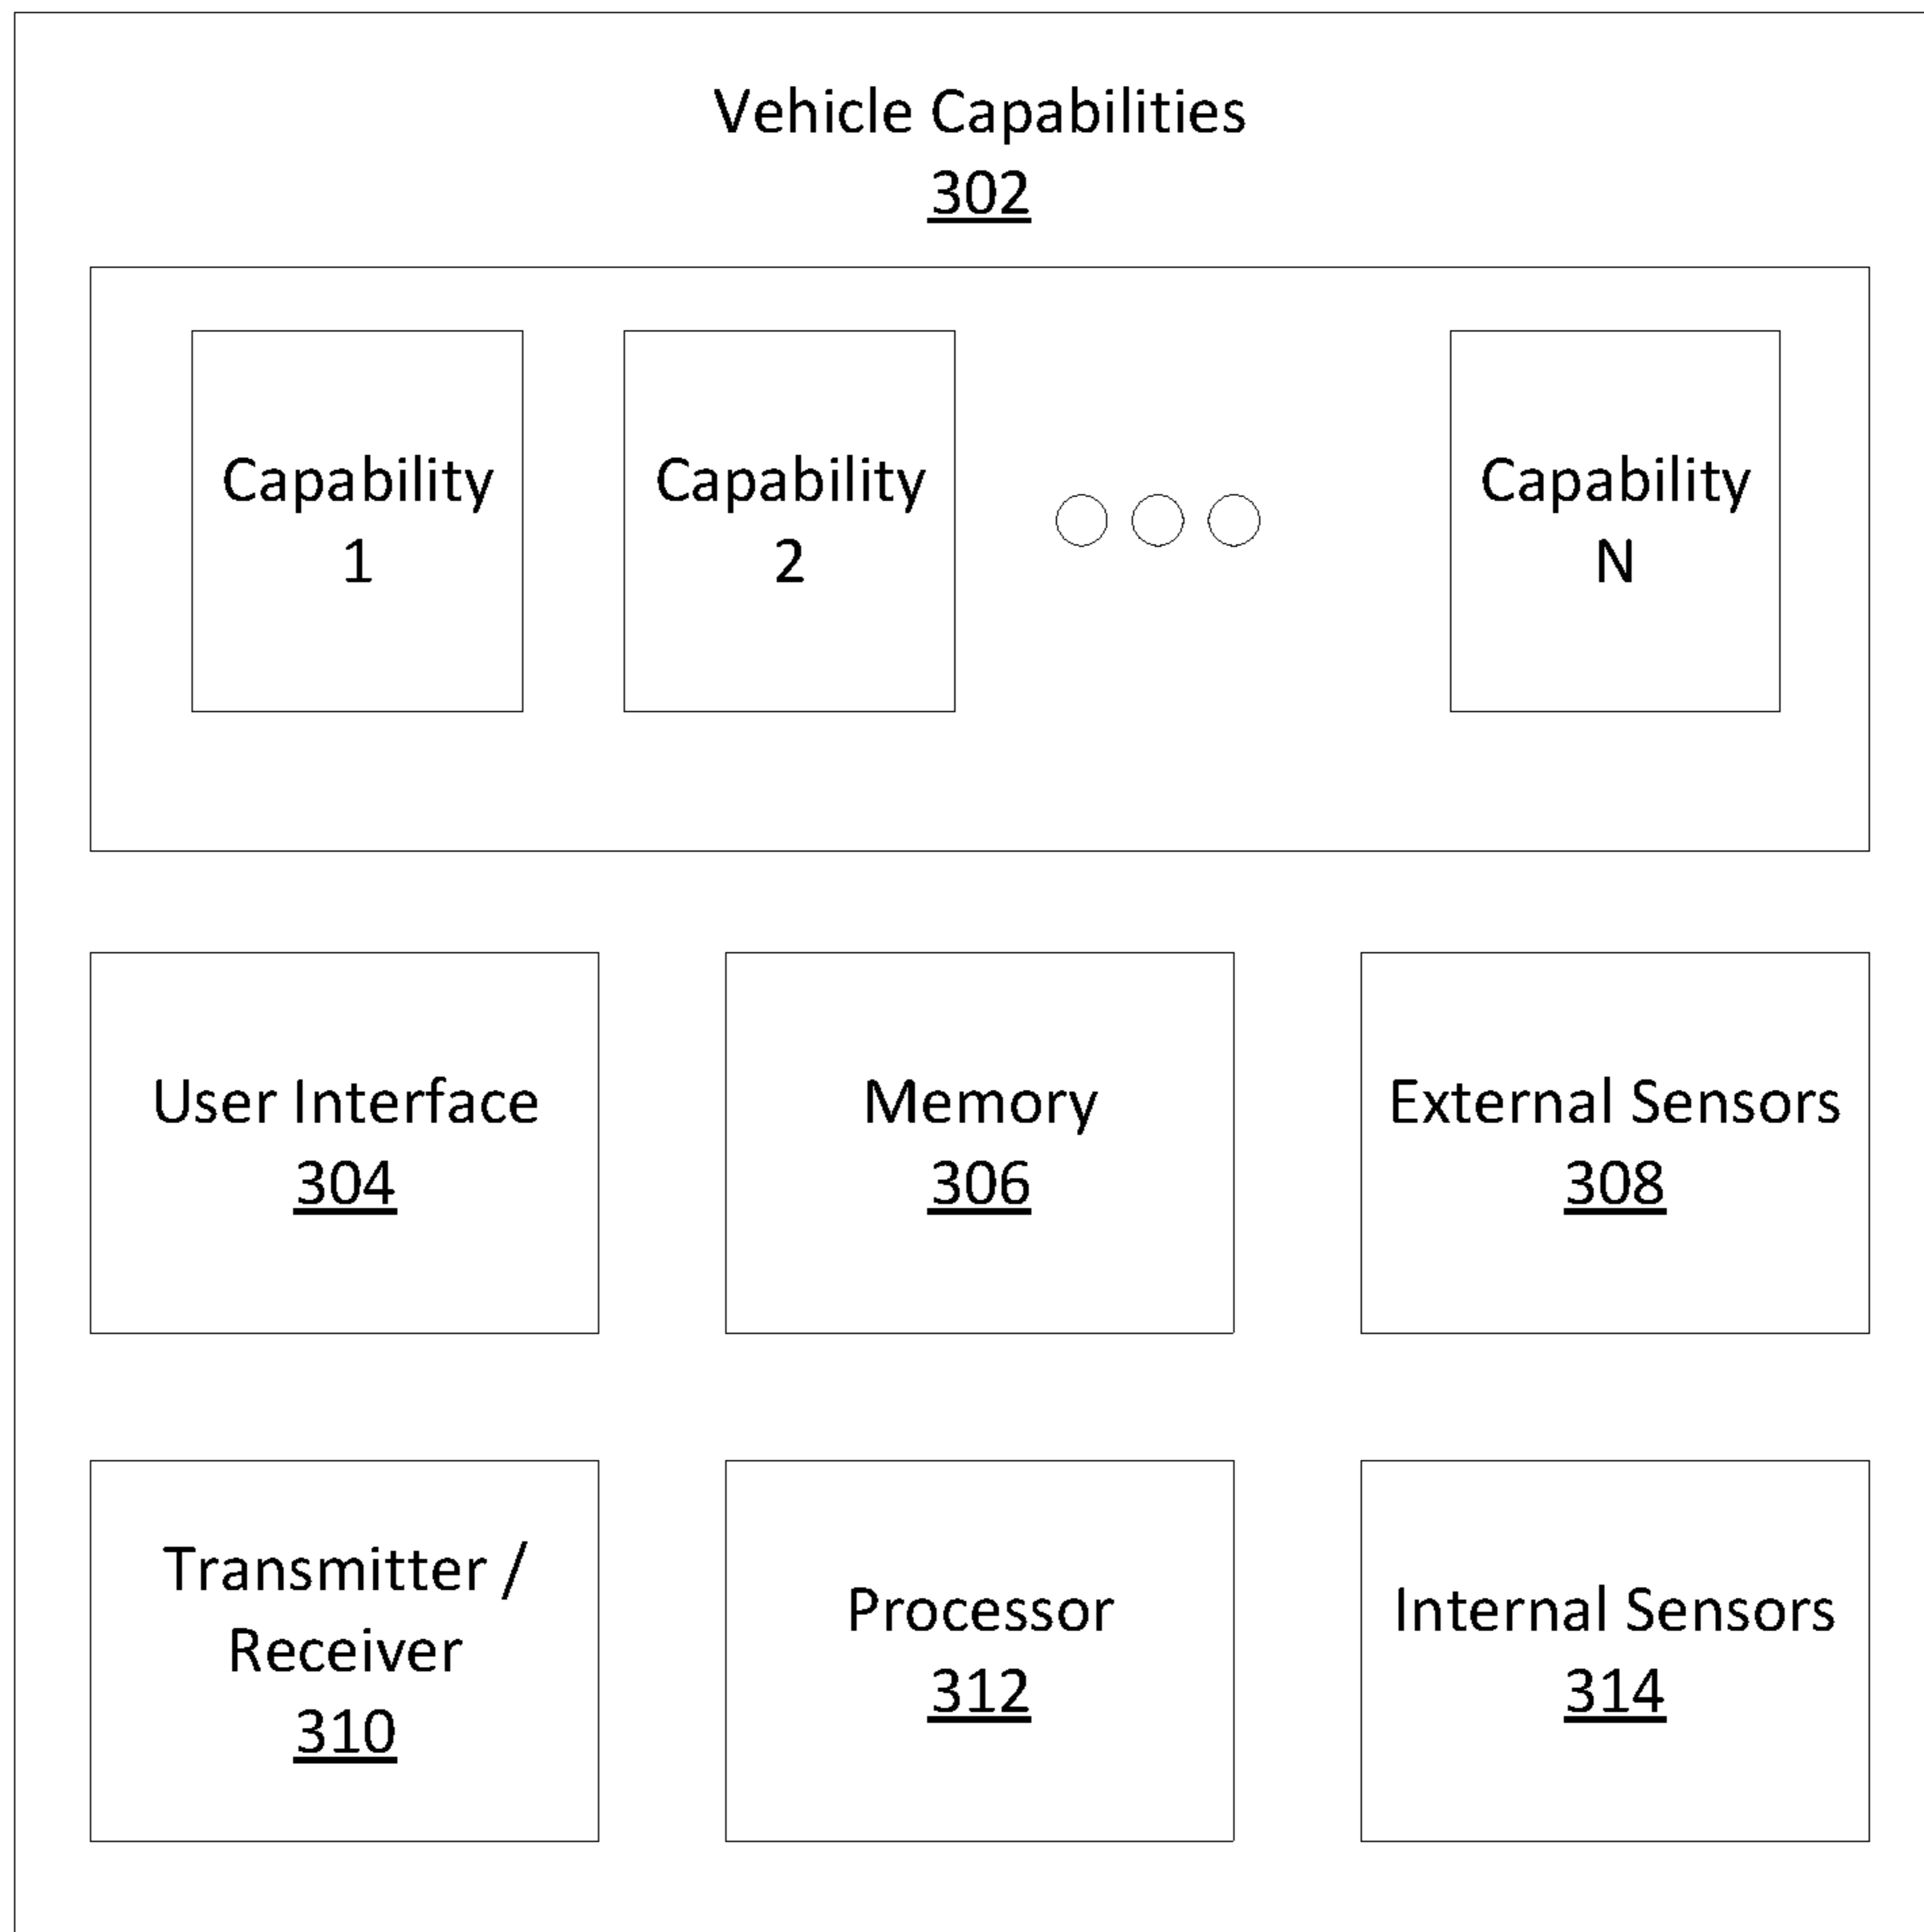 Vehicle Capabilities
302
Capability
1
Capability
2
Capability
N
User Interface
304
Memory
306
External Sensors
308
Transmitter /
Receiver
310
Processor
312
Internal Sensors
314